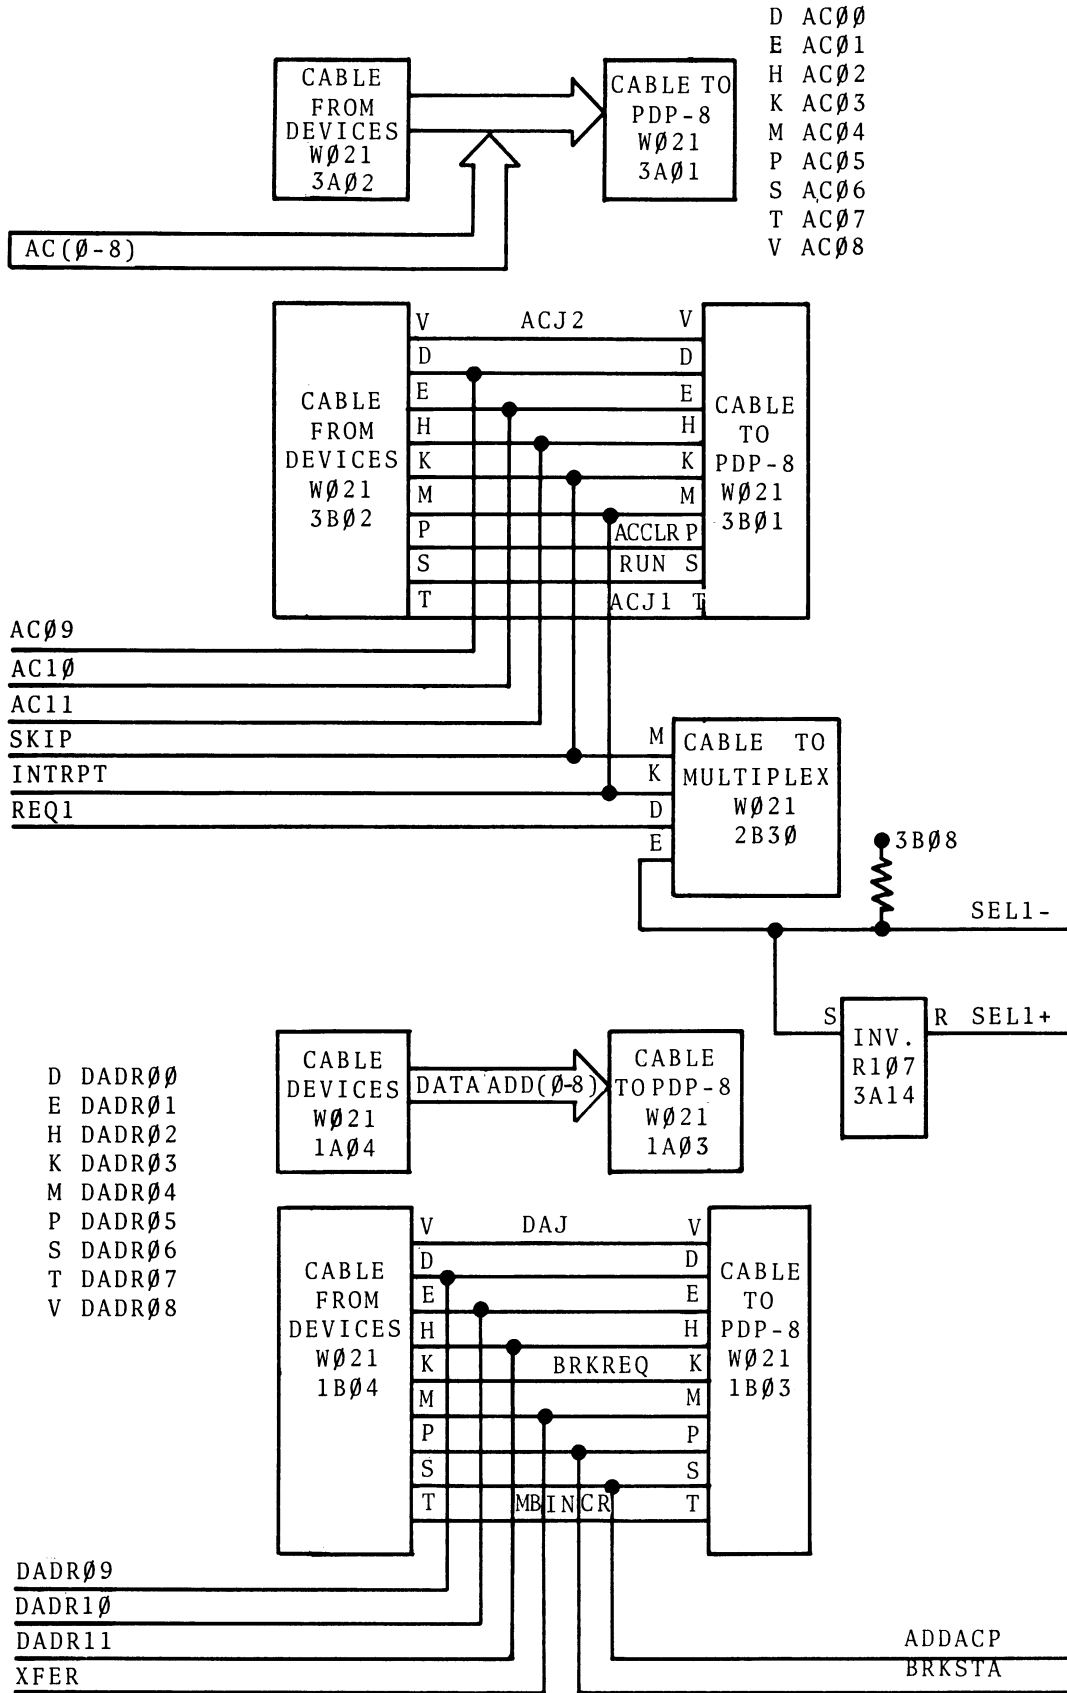 D ACØØ
E ACØ1
H ACØ2
K ACØ3
M ACØ4
P ACØ5
S ACØ6
T ACØ7
V ACØ8
CABLE
FROM
DEVICES
WØ21
3AØ2
CABLE TO
PDP-8
WØ21
3AØ1
AC(Ø-8)
CABLE
FROM
DEVICES
WØ21
3BØ2
V ACJ2 V
D D
E E
H H
K K
M M
P ACCLR P
S RUN S
T ACJ1 T
CABLE
TO
PDP-8
WØ21
3BØ1
ACØ9
AC1Ø
AC11
SKIP
INTRPT
REQ1
M
K
D
E
CABLE TO
MULTIPLEX
WØ21
2B3Ø
3BØ8
SEL1-
S
INV.
R1Ø7
3A14
R SEL1+
D DADRØØ
E DADRØ1
H DADRØ2
K DADRØ3
M DADRØ4
P DADRØ5
S DADRØ6
T DADRØ7
V DADRØ8
CABLE
DEVICES
WØ21
1AØ4
DATA ADD(Ø-8)
CABLE
TO PDP-8
WØ21
1AØ3
CABLE
FROM
DEVICES
WØ21
1BØ4
V DAJ V
D D
E E
H H
K BRKREQ K
M M
P P
S S
T MBINCR T
CABLE
TO
PDP-8
WØ21
1BØ3
DADRØ9
DADR1Ø
DADR11
XFER
ADDACP
BRKSTA